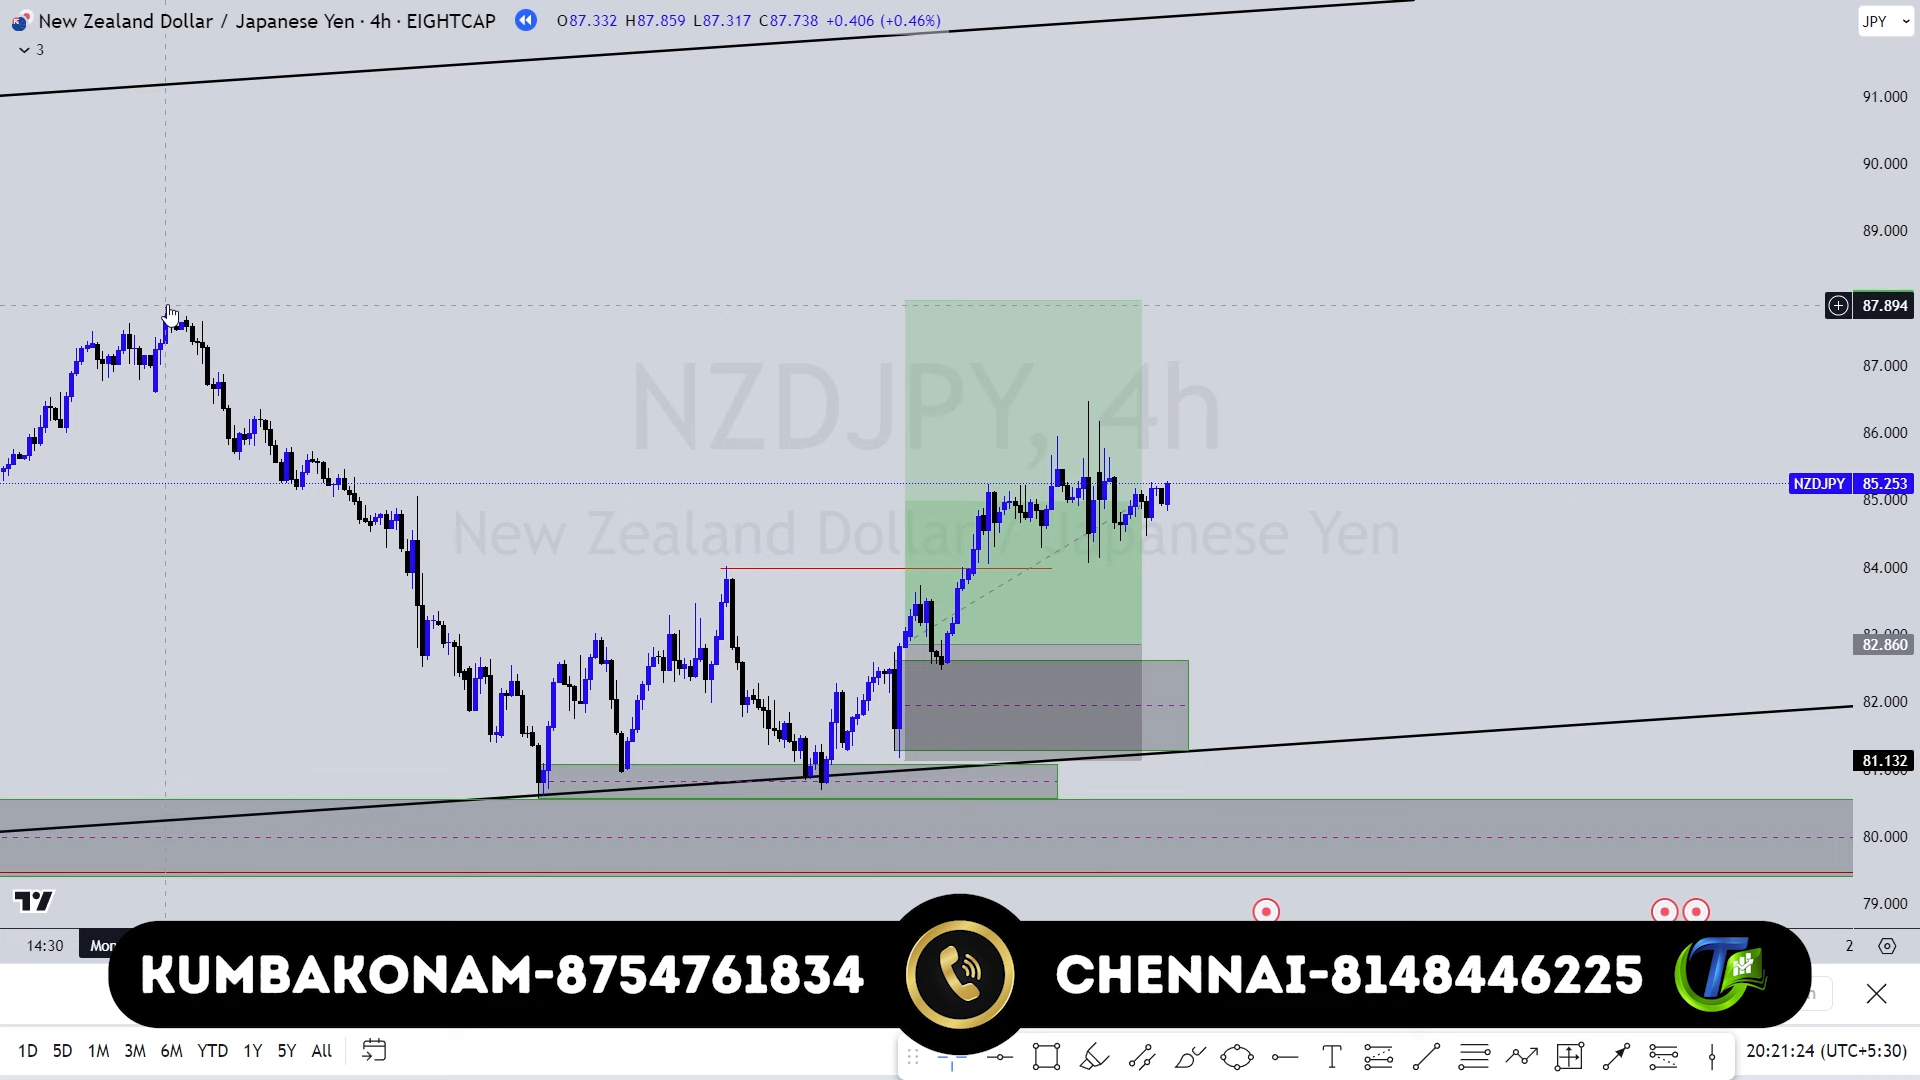 New Zealand Dollar / Japanese Yen · 4h · EIGHTCAP
O87.332 H87.859 L87.317 C87.738 +0.406 (+0.46%)
JPY
3
91.000
90.000
89.000
87.894
87.000
NZDJPY, 4h
86.000
NZDJPY 85.253
85.000
New Zealand Dollar / Japanese Yen
84.000
82.860
82.000
81.132
80.000
79.000
14:30
Mon
2
KUMBAKONAM-8754761834
CHENNAI-8148446225
1D 5D 1M 3M 6M YTD 1Y 5Y All
20:21:24 (UTC+5:30)